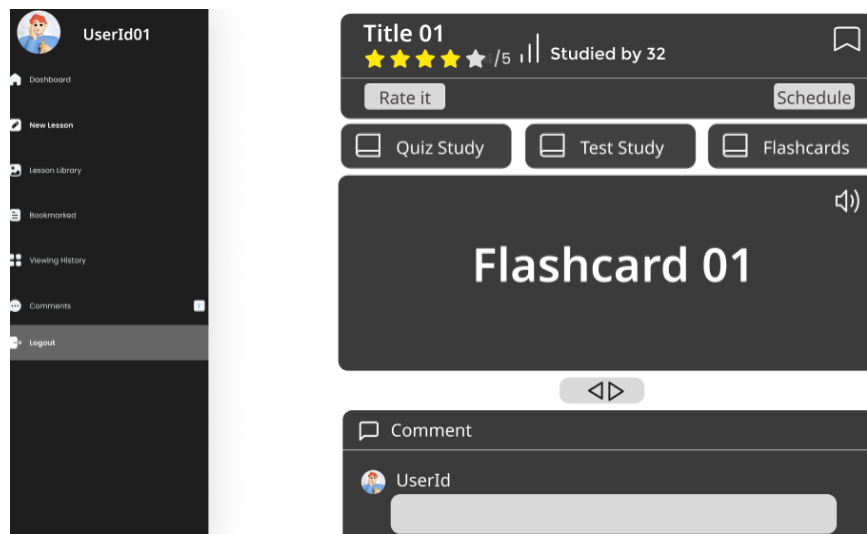 UserId01
Dashboard
New Lesson
Lesson Library
Bookmarked
Viewing History
Comments
Logout
Title 01
/5 Studied by 32
Rate it Schedule
Quiz Study Test Study Flashcards
Flashcard 01
Comment
UserId